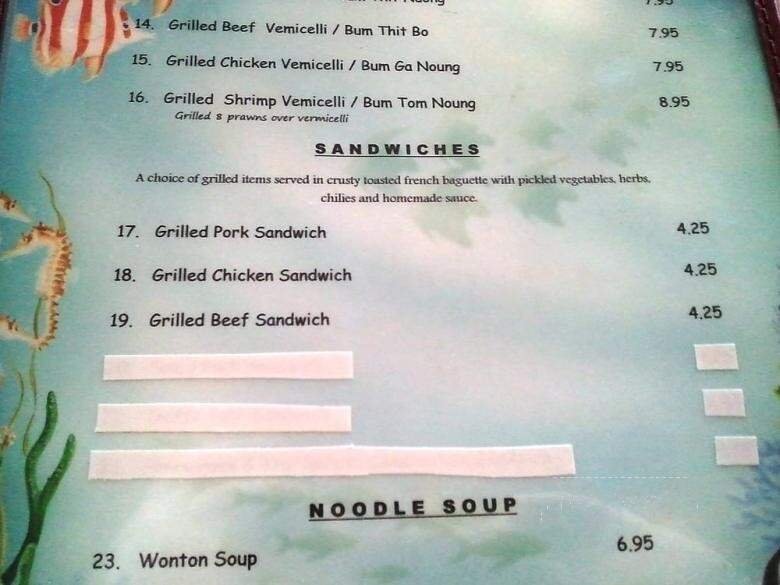 7.95
14. Grilled Beef Vemicelli / Bum Thit Bo 7.95
15. Grilled Chicken Vemicelli / Bum Ga Noung 7.95
16. Grilled Shrimp Vemicelli / Bum Tom Noung 8.95
Grilled 8 prawns over vermicelli
SANDWICHES
A choice of grilled items served in crusty toasted french baguette with pickled vegetables, herbs,
chilies and homemade sauce.
17. Grilled Pork Sandwich 4.25
18. Grilled Chicken Sandwich 4.25
19. Grilled Beef Sandwich 4.25
NOODLE SOUP
23. Wonton Soup 6.95